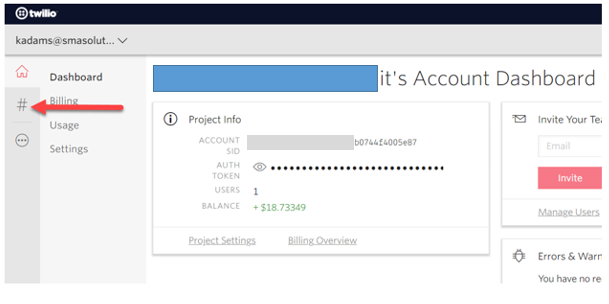 twilio
kadams@smasolut...
Dashboard
Billing
Usage
Settings
it's Account Dashboard
Project Info
ACCOUNT SID b0744f4005e87
AUTH TOKEN ••••••••••••••••••••••••••••••••
USERS 1
BALANCE + $18.73349
Project Settings Billing Overview
Invite Your Te
Email
Invite
Manage Users
Errors & Warn
You have no re